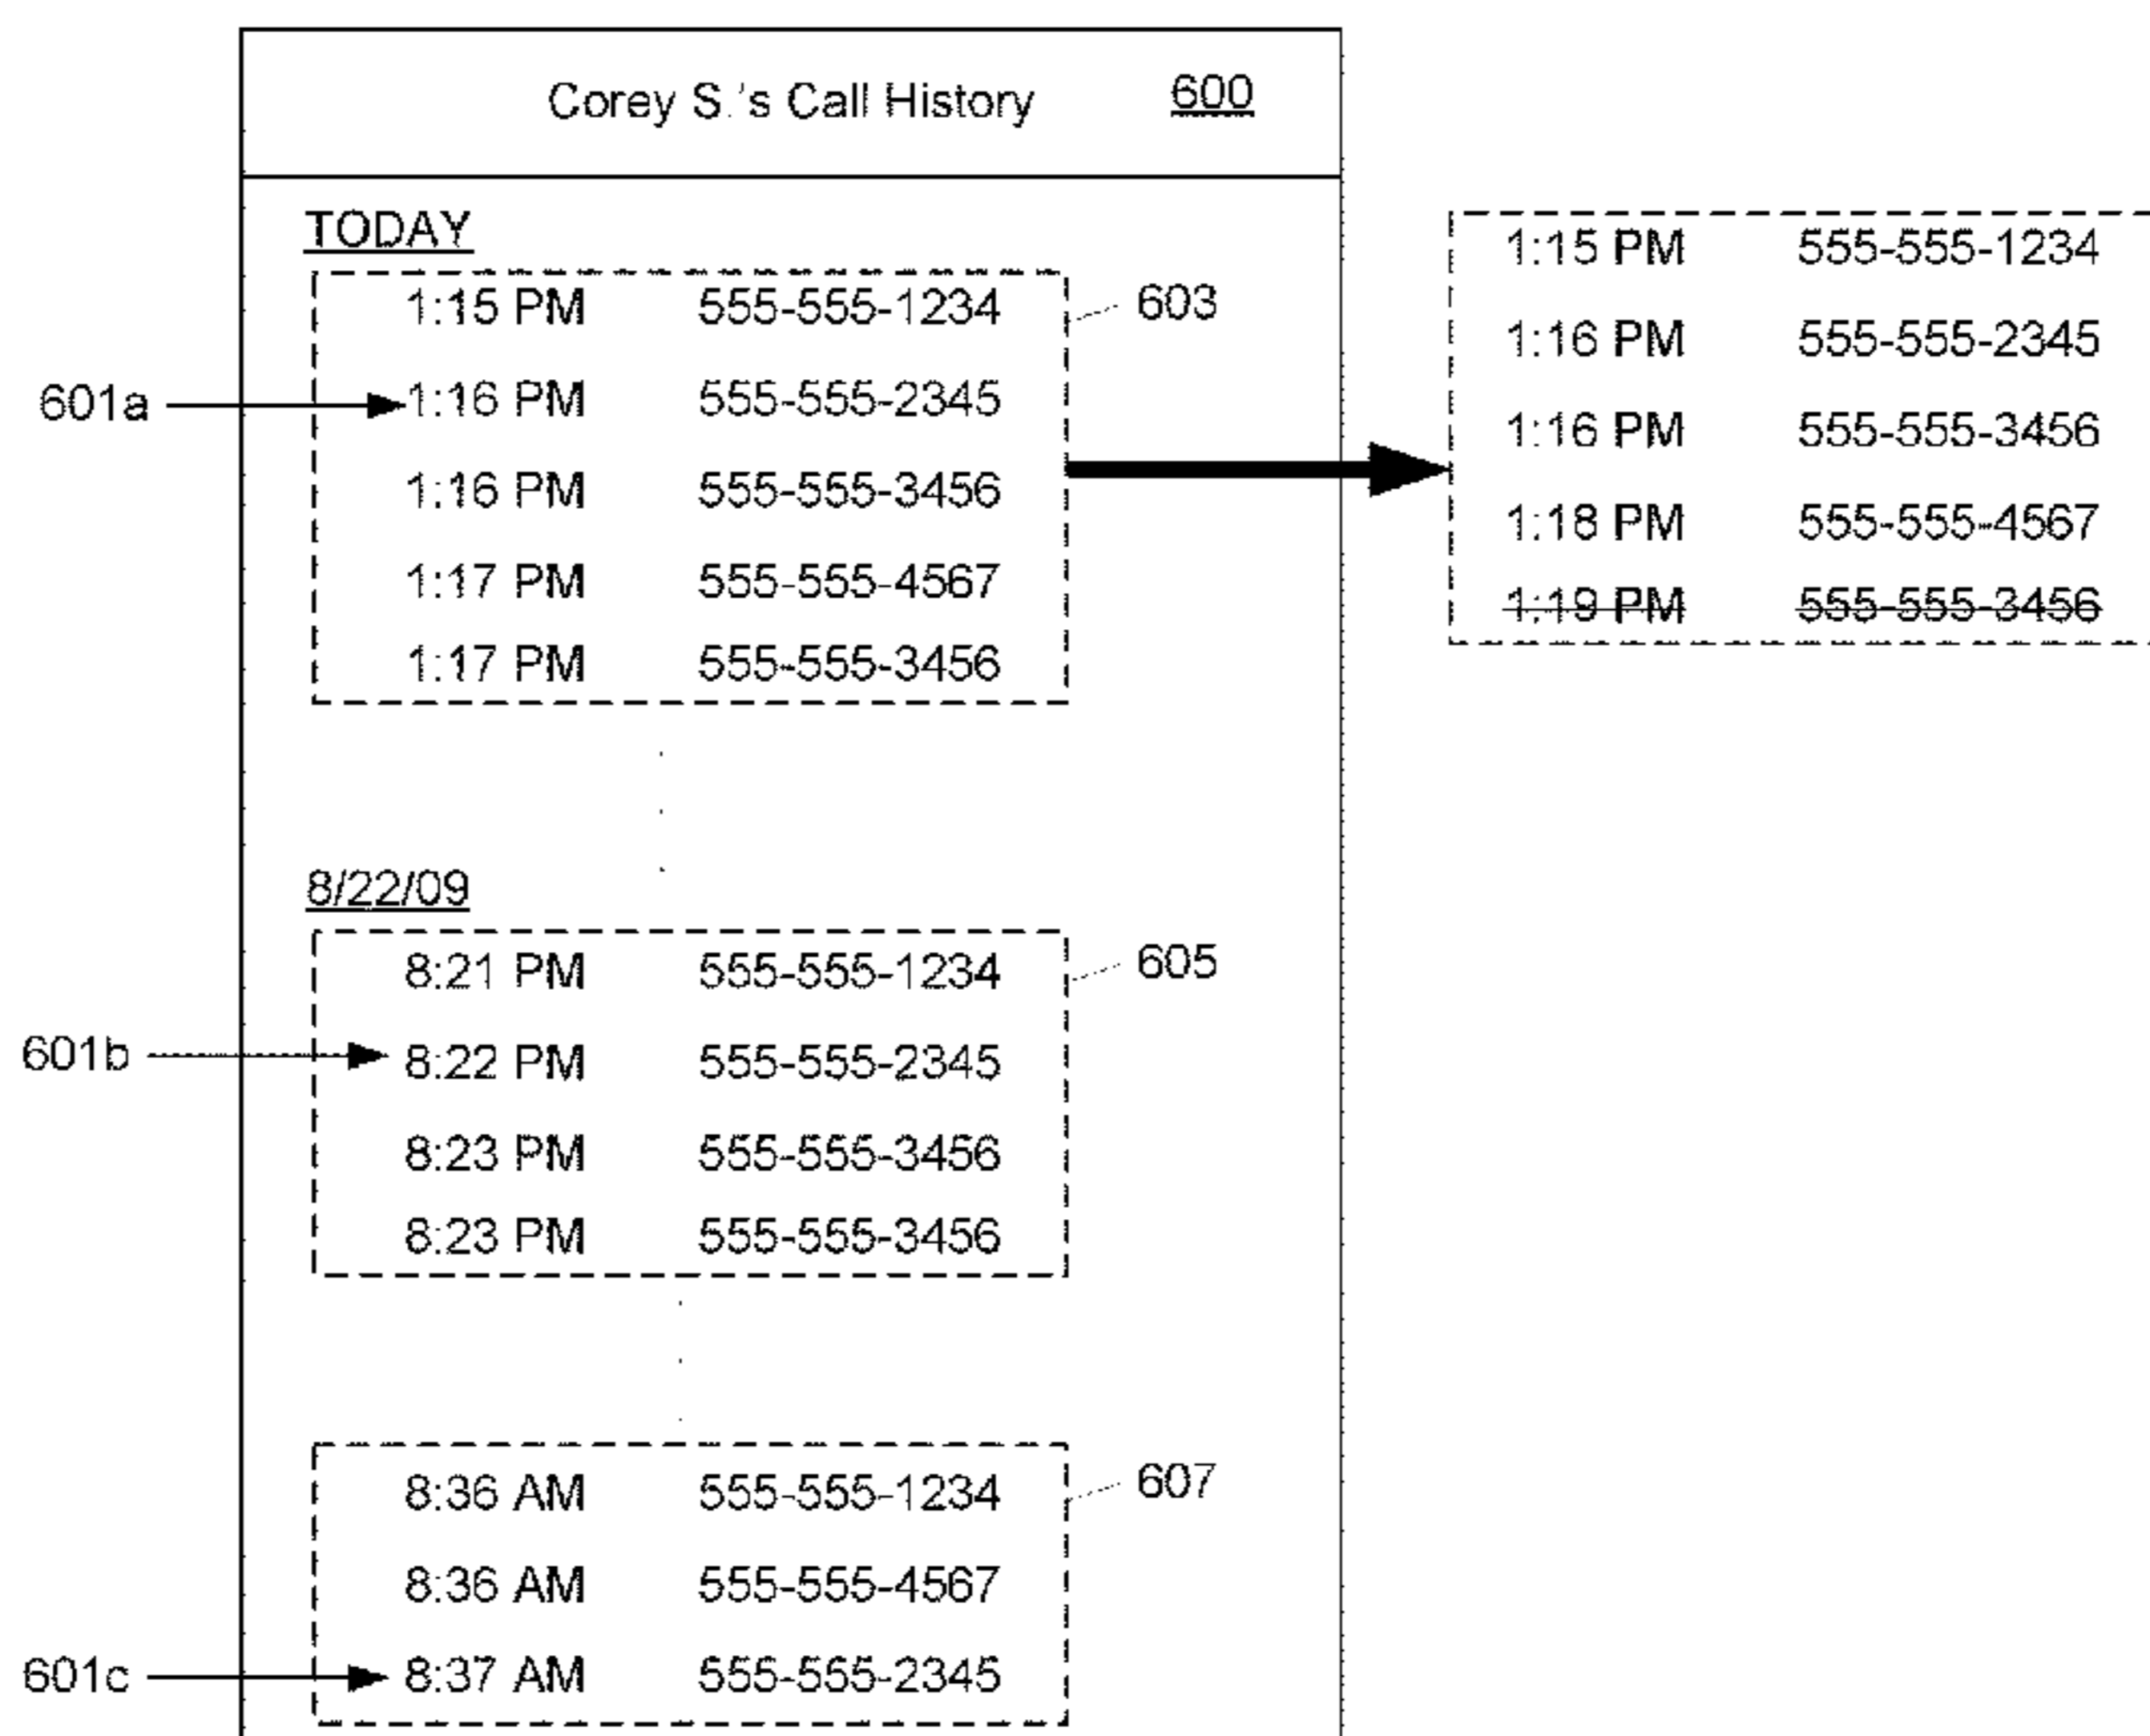 Corey S.'s Call History 600
TODAY
1:15 PM 555-555-1234 603
601a 1:16 PM 555-555-2345
1:16 PM 555-555-3456
1:17 PM 555-555-4567
1:17 PM 555-555-3456
1:15 PM 555-555-1234
1:16 PM 555-555-2345
1:16 PM 555-555-3456
1:18 PM 555-555-4567
1:19 PM 555-555-3456
8/22/09
8:21 PM 555-555-1234 605
601b 8:22 PM 555-555-2345
8:23 PM 555-555-3456
8:23 PM 555-555-3456
8:36 AM 555-555-1234 607
8:36 AM 555-555-4567
601c 8:37 AM 555-555-2345